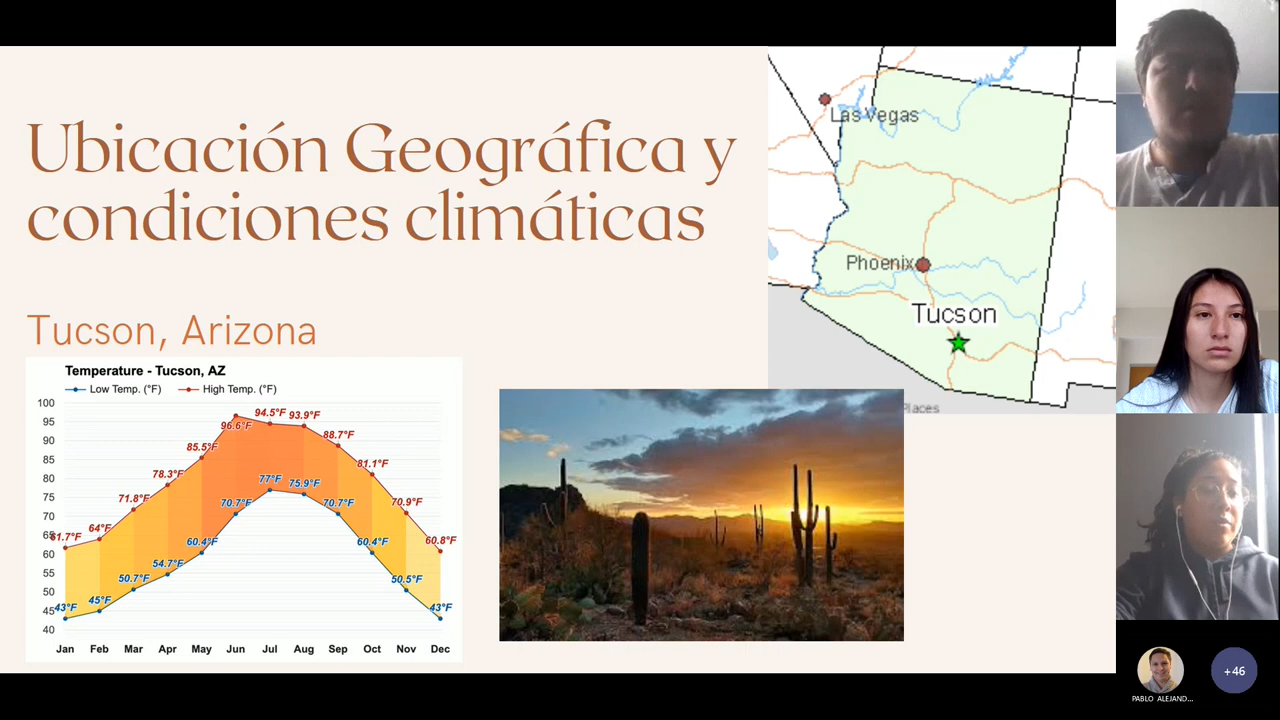 Ubicación Geográfica y
condiciones climáticas
Tucson, Arizona
Temperature - Tucson, AZ
Low Temp. (°F) High Temp. (°F)
100
95
90
85
80
75
70
65
60
55
50
45
40
61.7°F
64°F
71.8°F
78.3°F
85.5°F
96.6°F
94.5°F
93.9°F
88.7°F
81.1°F
70.9°F
60.8°F
43°F
45°F
50.7°F
54.7°F
60.4°F
70.7°F
77°F
75.9°F
70.7°F
60.4°F
50.5°F
43°F
Jan Feb Mar Apr May Jun Jul Aug Sep Oct Nov Dec
Las Vegas
Phoenix
Tucson
Places
PABLO ALEJAND...
+46